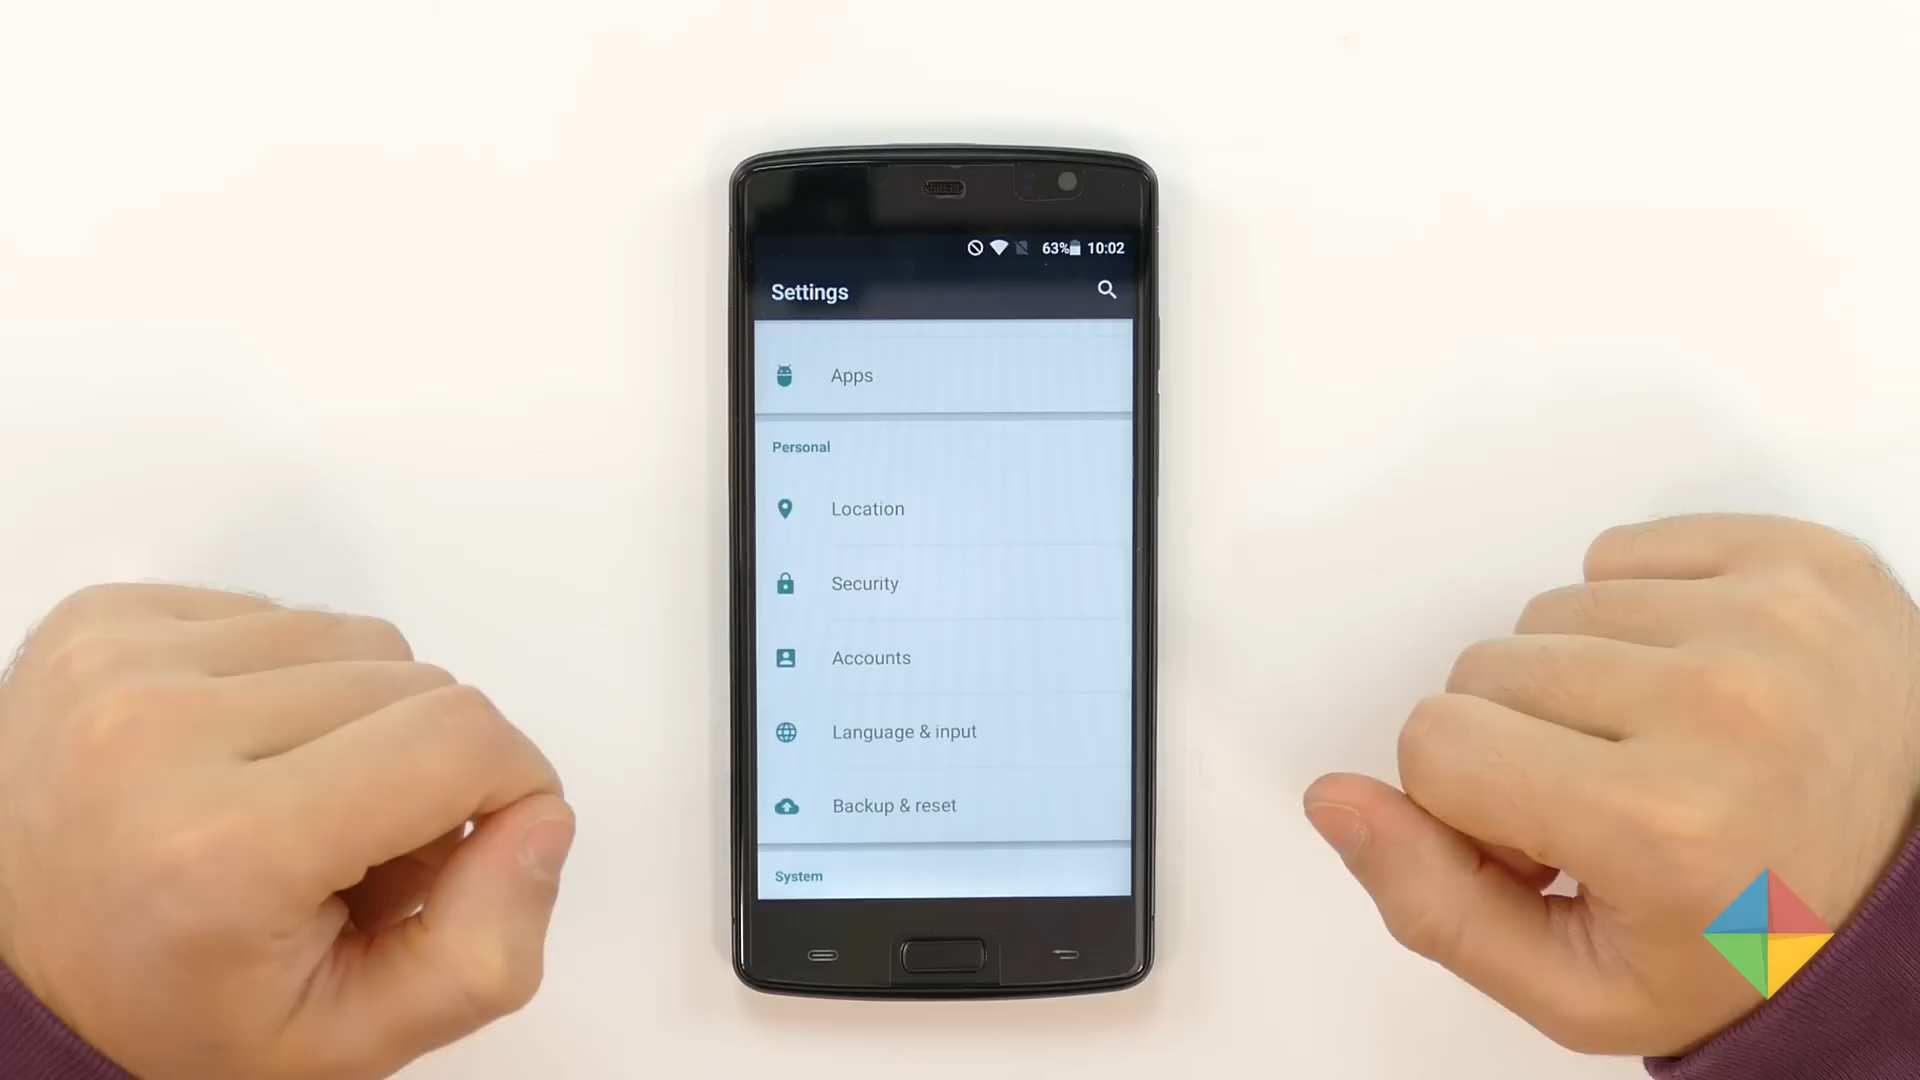 63% 10:02
Settings
Apps
Personal
Location
Security
Accounts
Language & input
Backup & reset
System